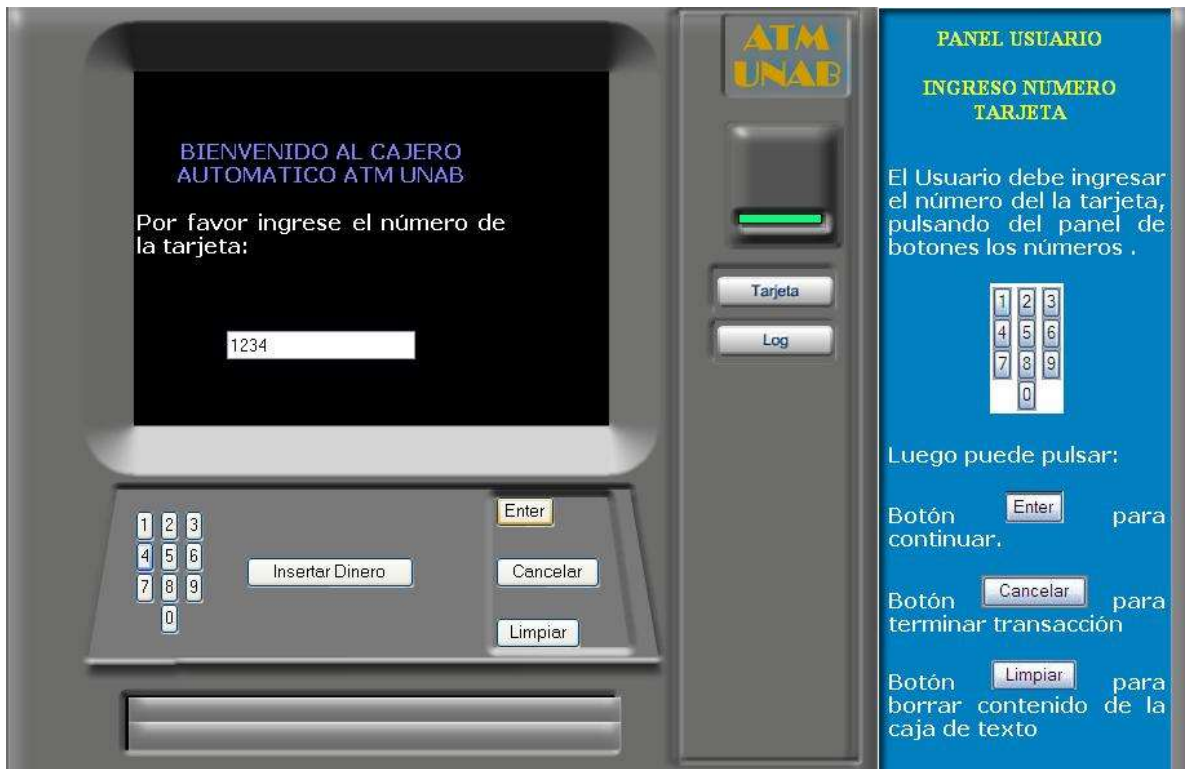 BIENVENIDO AL CAJERO
AUTOMATICO ATM UNAB
Por favor ingrese el número de
la tarjeta:
1234
1 2 3
4 5 6
7 8 9
0
Insertar Dinero
Enter
Cancelar
Limpiar
ATM
UNAB
Tarjeta
Log
PANEL USUARIO
INGRESO NUMERO
TARJETA
El Usuario debe ingresar
el número del la tarjeta,
pulsando del panel de
botones los números .
1 2 3
4 5 6
7 8 9
0
Luego puede pulsar:
Botón Enter para
continuar.
Botón Cancelar para
terminar transacción
Botón Limpiar para
borrar contenido de la
caja de texto